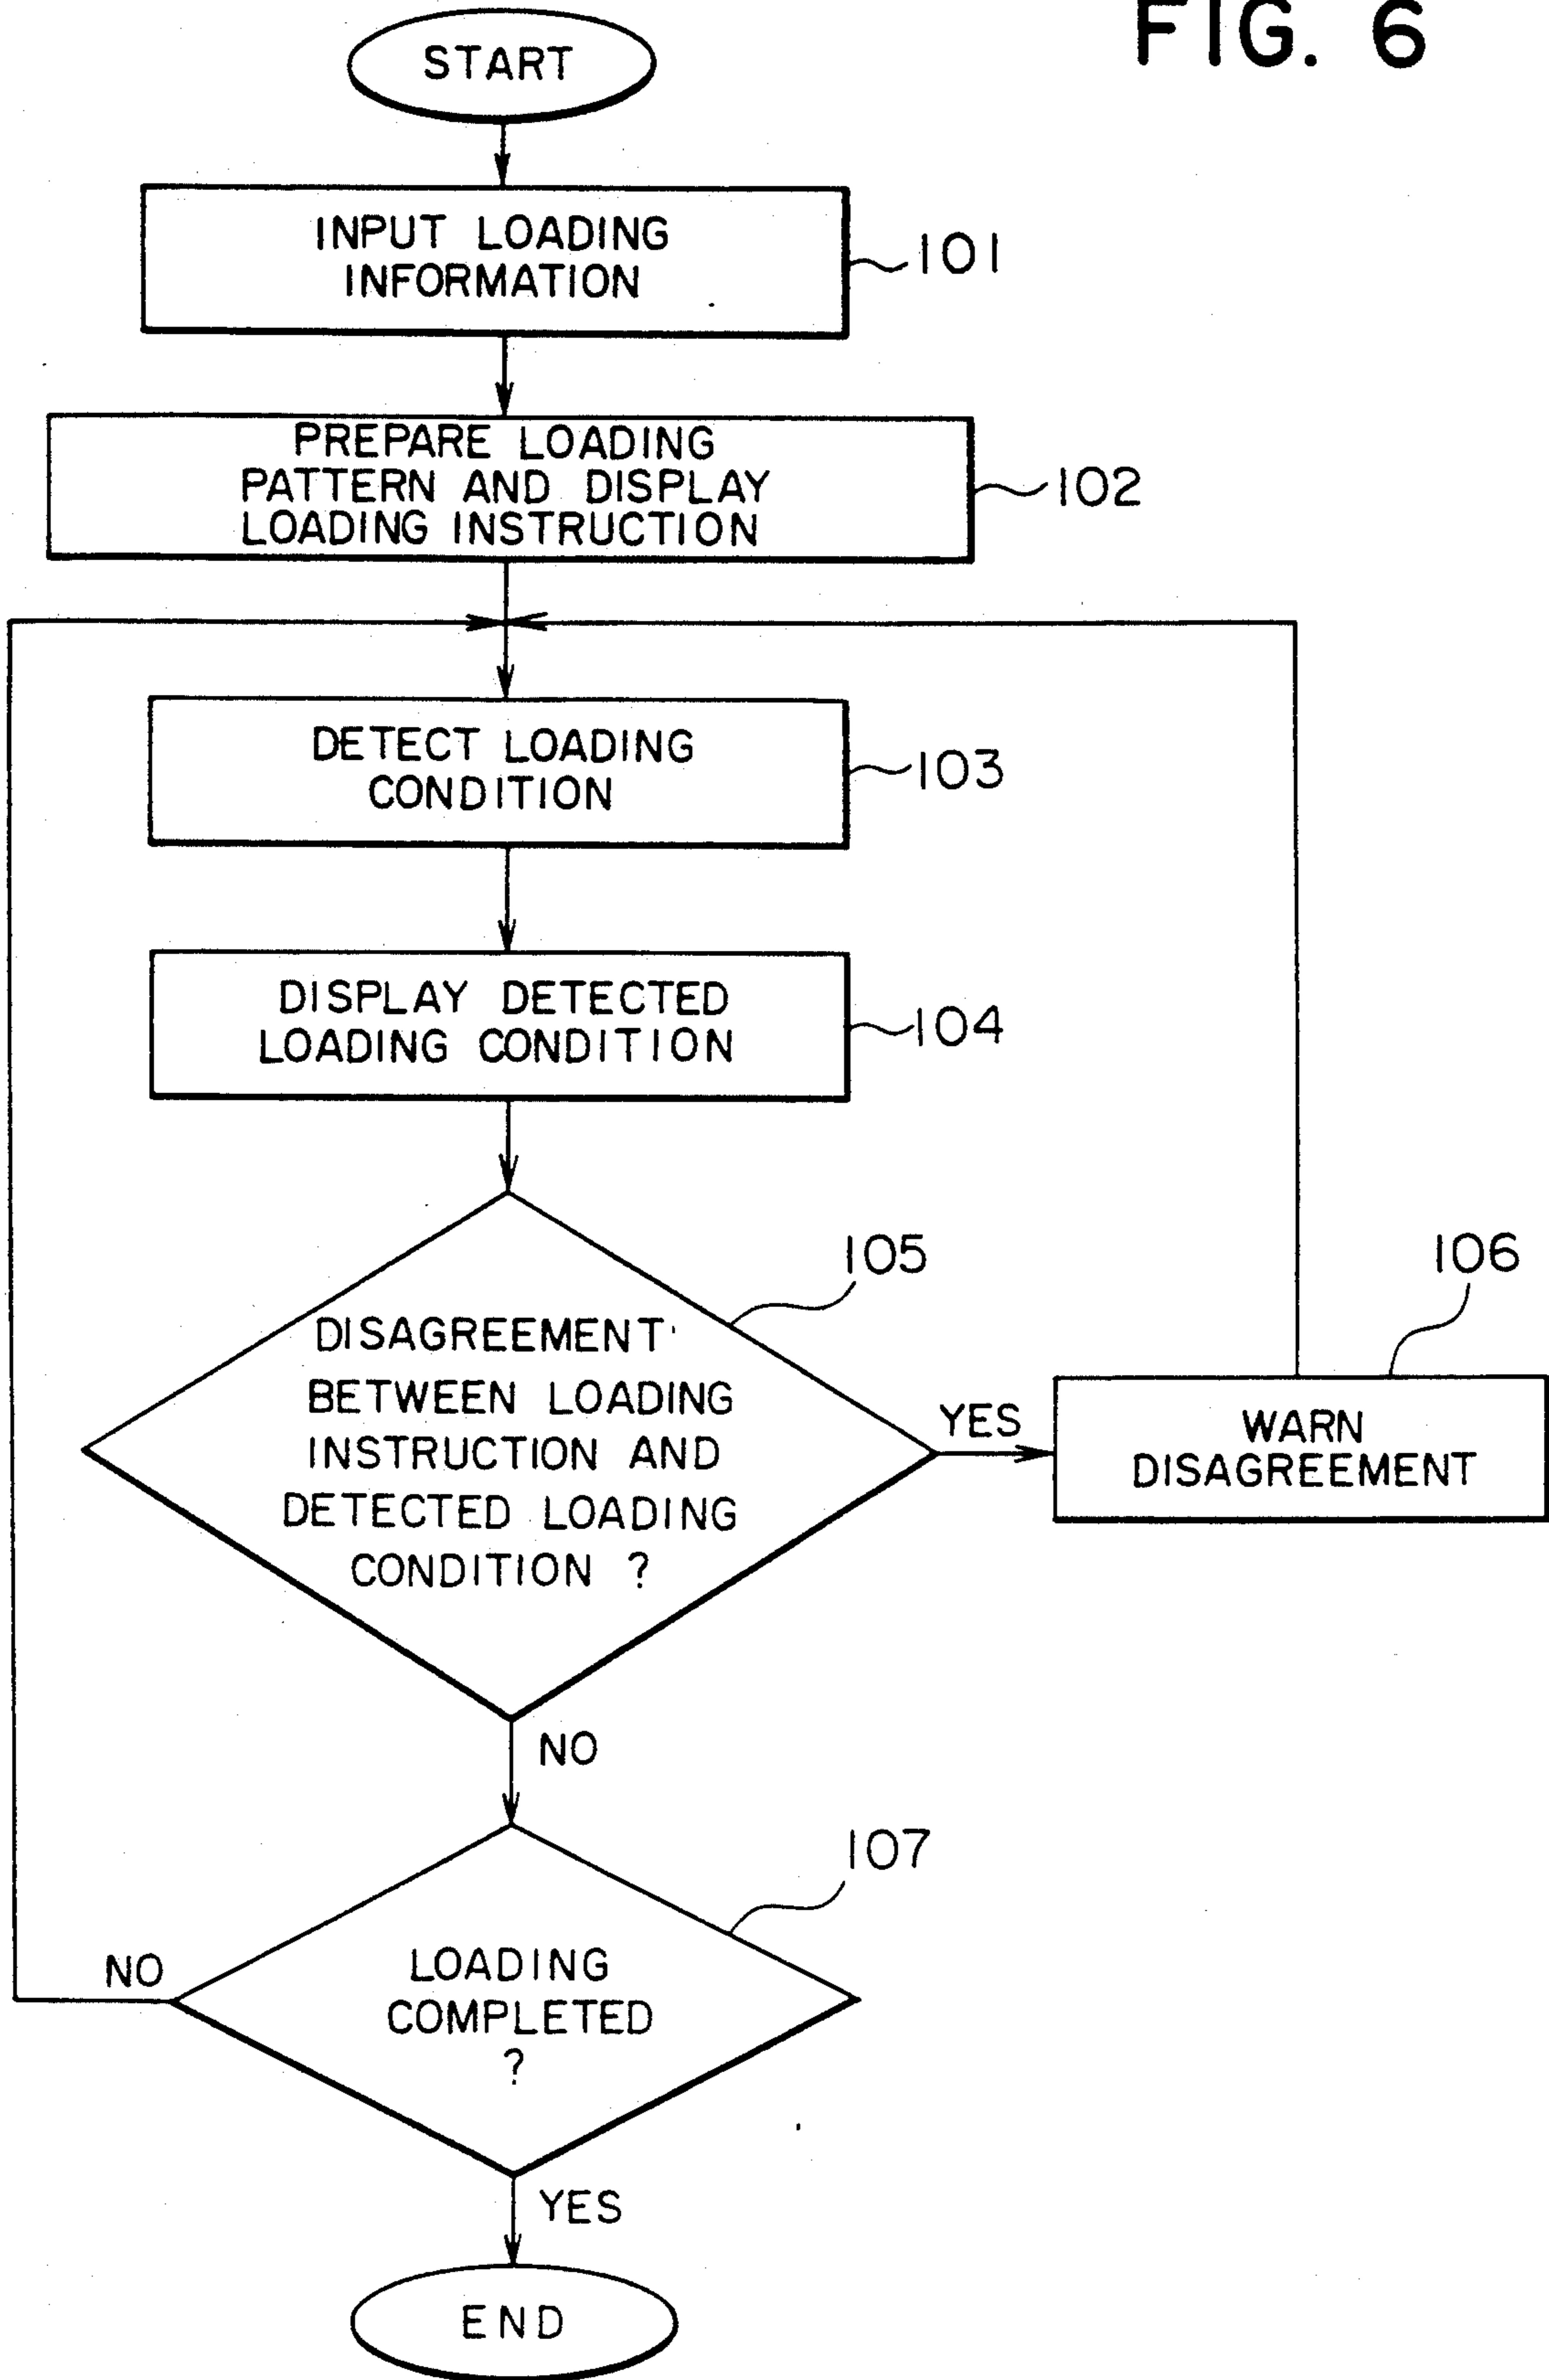 FIG. 6
START
INPUT LOADING
INFORMATION
101
PREPARE LOADING
PATTERN AND DISPLAY
LOADING INSTRUCTION
102
DETECT LOADING
CONDITION
103
DISPLAY DETECTED
LOADING CONDITION
104
105
DISAGREEMENT
BETWEEN LOADING
INSTRUCTION AND
DETECTED LOADING
CONDITION ?
YES
106
WARN
DISAGREEMENT
NO
107
LOADING
COMPLETED
?
NO
YES
END